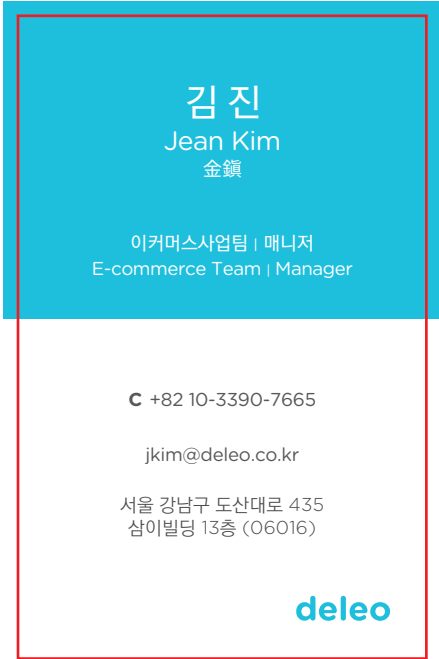 김 진
Jean Kim
金鎭
이커머스사업팀 | 매니저
E-commerce Team | Manager
C +82 10-3390-7665
jkim@deleo.co.kr
서울 강남구 도산대로 435
삼이빌딩 13층 (06016)
deleo